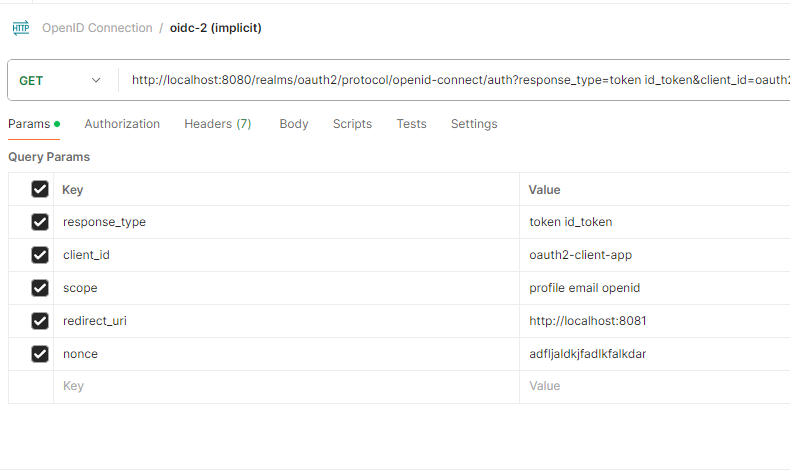 HTTP OpenID Connection / oidc-2 (implicit)
GET http://localhost:8080/realms/oauth2/protocol/openid-connect/auth?response_type=token id_token&client_id=oauth2
Params Authorization Headers (7) Body Scripts Tests Settings
Query Params
Key Value
response_type token id_token
client_id oauth2-client-app
scope profile email openid
redirect_uri http://localhost:8081
nonce adfljaldkjfadlkfalkdar
Key Value